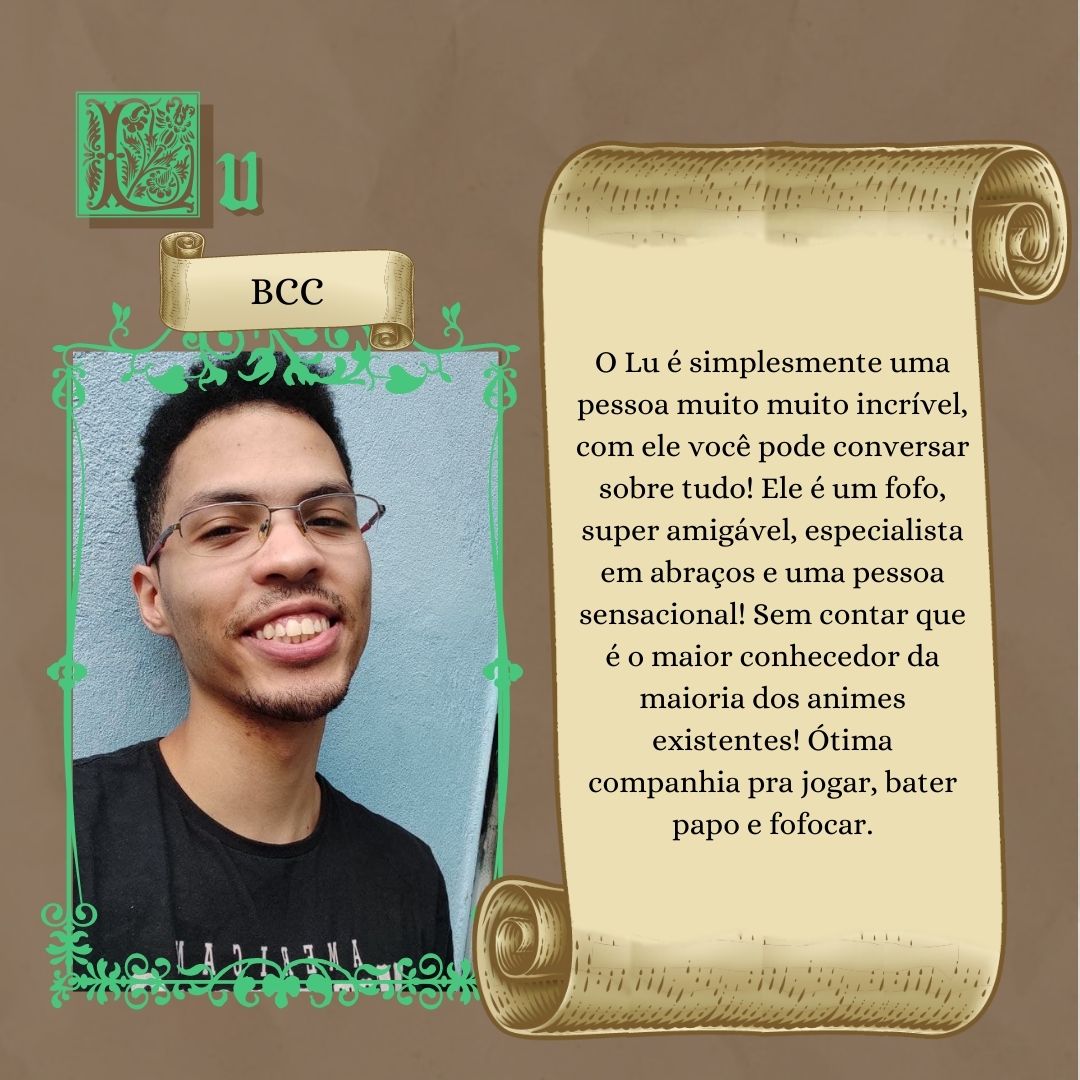 Lu
BCC
O Lu é simplesmente uma
pessoa muito muito incrível,
com ele você pode conversar
sobre tudo! Ele é um fofo,
super amigável, especialista
em abraços e uma pessoa
sensacional! Sem contar que
é o maior conhecedor da
maioria dos animes
existentes! Ótima
companhia pra jogar, bater
papo e fofocar.
AMERICAN